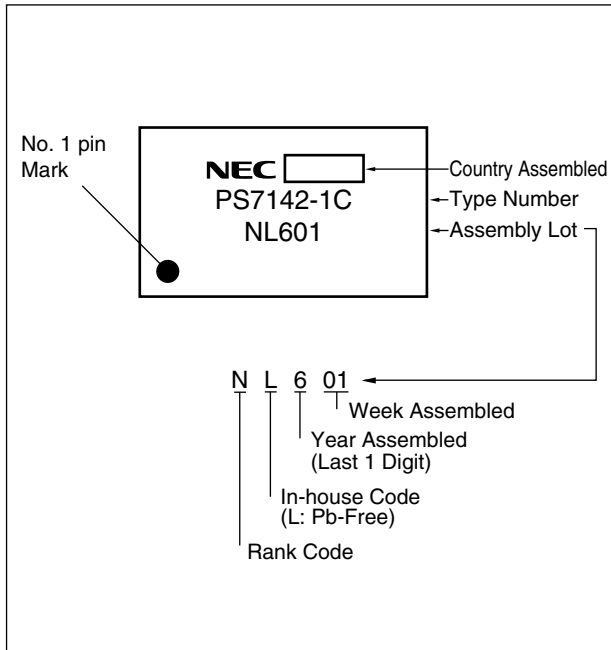 No. 1 pin
Mark
NEC
Country Assembled
PS7142-1C
Type Number
NL601
Assembly Lot
N L 6 01
Week Assembled
Year Assembled
(Last 1 Digit)
In-house Code
(L: Pb-Free)
Rank Code